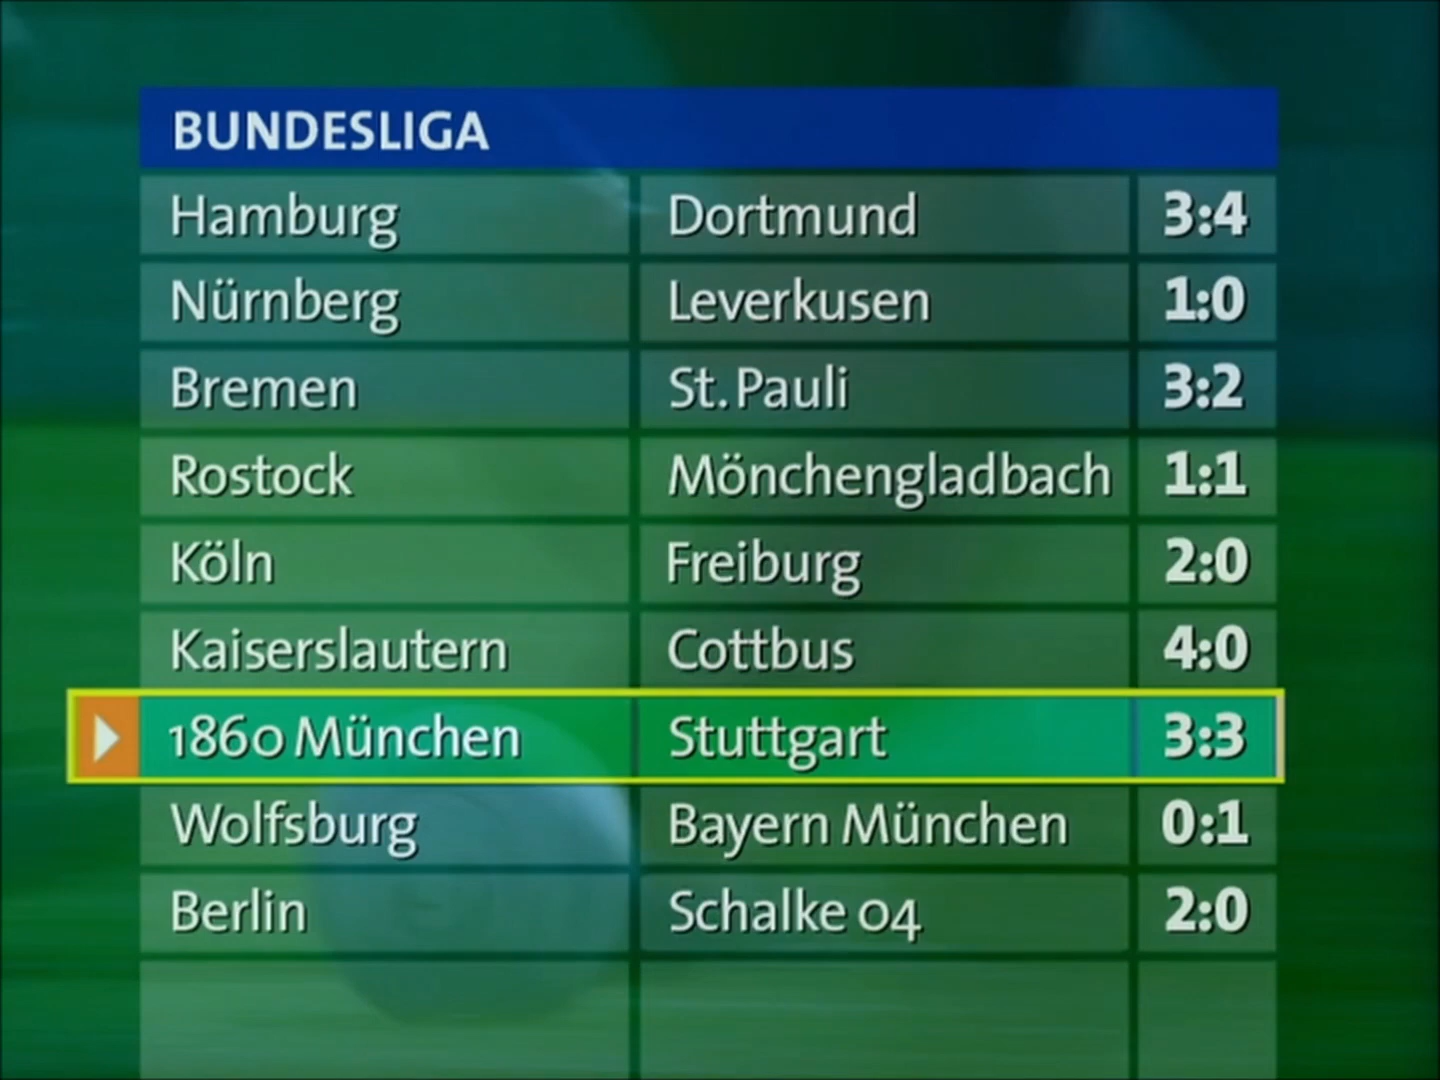 BUNDESLIGA
Hamburg Dortmund 3:4
Nürnberg Leverkusen 1:0
Bremen St. Pauli 3:2
Rostock Mönchengladbach 1:1
Köln Freiburg 2:0
Kaiserslautern Cottbus 4:0
1860 München Stuttgart 3:3
Wolfsburg Bayern München 0:1
Berlin Schalke 04 2:0